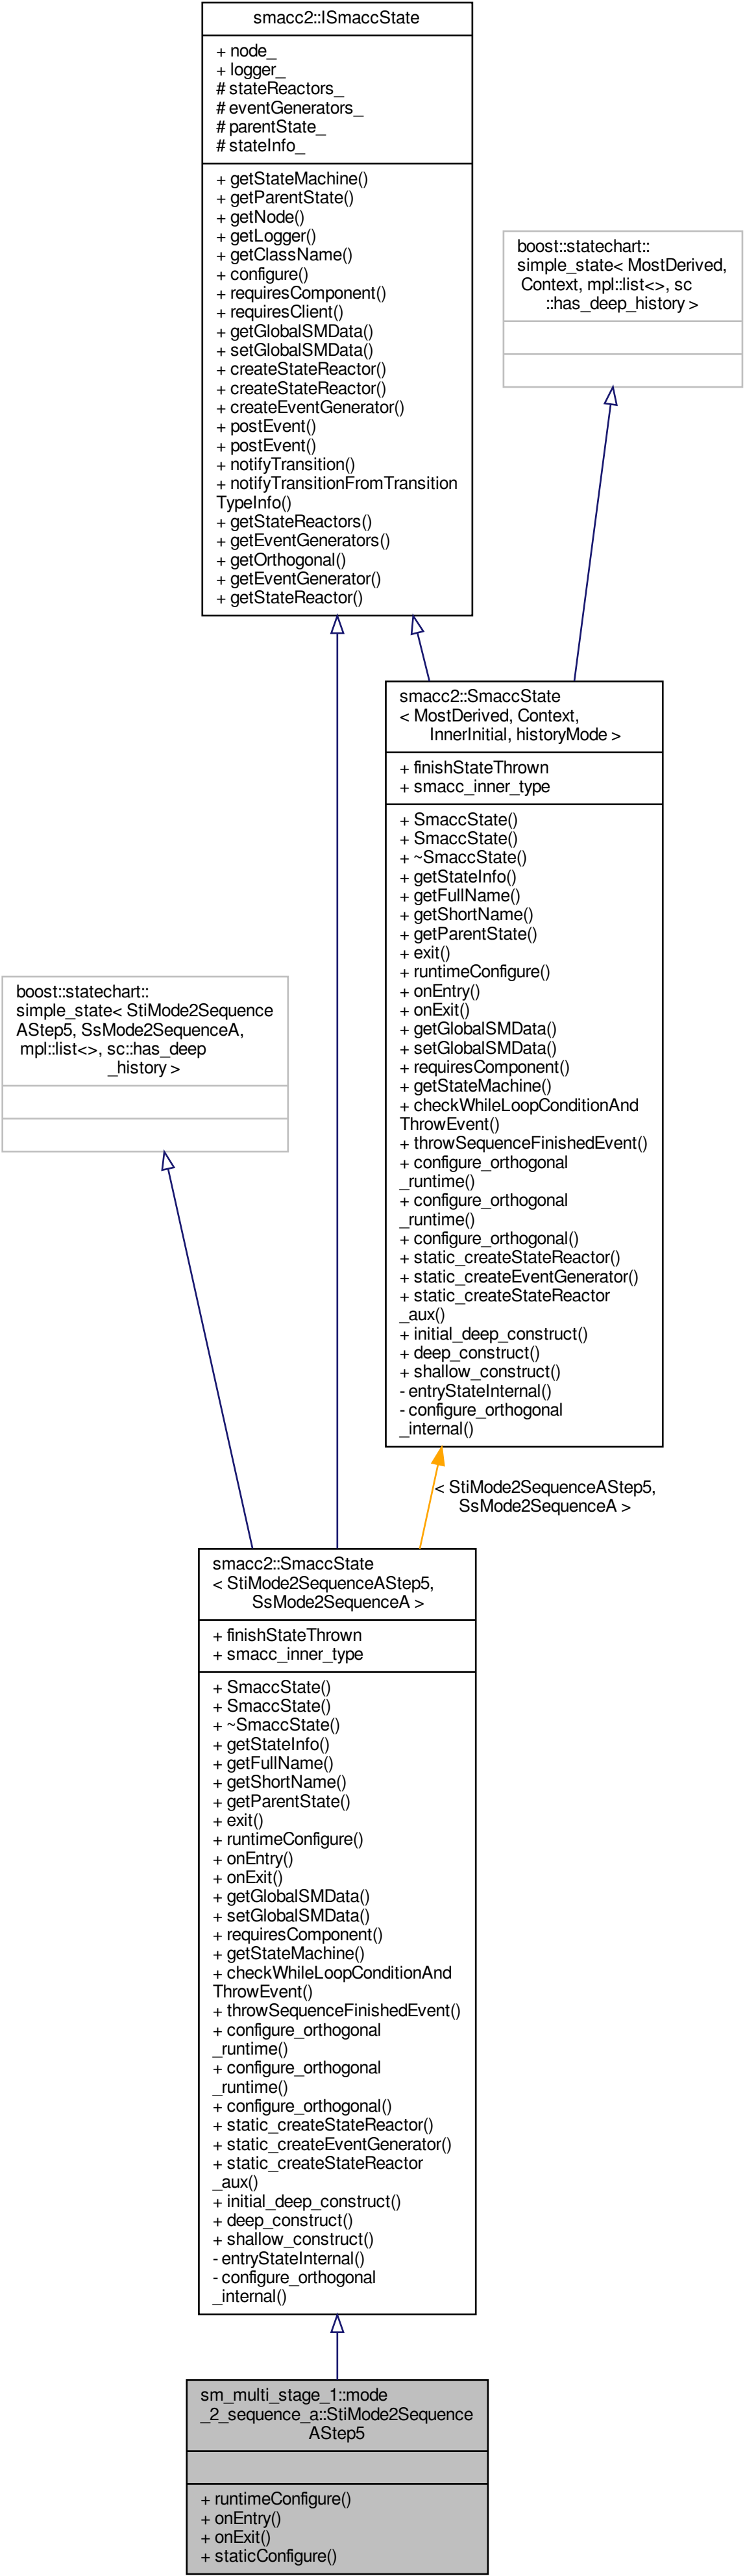 smacc2::ISmaccState
+ node_
+ logger_
# stateReactors_
# eventGenerators_
# parentState_
# stateInfo_
+ getStateMachine()
+ getParentState()
+ getNode()
+ getLogger()
+ getClassName()
+ configure()
+ requiresComponent()
+ requiresClient()
+ getGlobalSMData()
+ setGlobalSMData()
+ createStateReactor()
+ createStateReactor()
+ createEventGenerator()
+ postEvent()
+ postEvent()
+ notifyTransition()
+ notifyTransitionFromTransition
TypeInfo()
+ getStateReactors()
+ getEventGenerators()
+ getOrthogonal()
+ getEventGenerator()
+ getStateReactor()
boost::statechart::
simple_state< MostDerived,
Context, mpl::list<>, sc
::has_deep_history >
smacc2::SmaccState
< MostDerived, Context,
InnerInitial, historyMode >
+ finishStateThrown
+ smacc_inner_type
+ SmaccState()
+ SmaccState()
+ ~SmaccState()
+ getStateInfo()
+ getFullName()
+ getShortName()
+ getParentState()
+ exit()
+ runtimeConfigure()
+ onEntry()
+ onExit()
+ getGlobalSMData()
+ setGlobalSMData()
+ requiresComponent()
+ getStateMachine()
+ checkWhileLoopConditionAnd
ThrowEvent()
+ throwSequenceFinishedEvent()
+ configure_orthogonal
_runtime()
+ configure_orthogonal
_runtime()
+ configure_orthogonal()
+ static_createStateReactor()
+ static_createEventGenerator()
+ static_createStateReactor
_aux()
+ initial_deep_construct()
+ deep_construct()
+ shallow_construct()
- entryStateInternal()
- configure_orthogonal
_internal()
boost::statechart::
simple_state< StiMode2Sequence
AStep5, SsMode2SequenceA,
mpl::list<>, sc::has_deep
_history >
< StiMode2SequenceAStep5,
SsMode2SequenceA >
smacc2::SmaccState
< StiMode2SequenceAStep5,
SsMode2SequenceA >
+ finishStateThrown
+ smacc_inner_type
+ SmaccState()
+ SmaccState()
+ ~SmaccState()
+ getStateInfo()
+ getFullName()
+ getShortName()
+ getParentState()
+ exit()
+ runtimeConfigure()
+ onEntry()
+ onExit()
+ getGlobalSMData()
+ setGlobalSMData()
+ requiresComponent()
+ getStateMachine()
+ checkWhileLoopConditionAnd
ThrowEvent()
+ throwSequenceFinishedEvent()
+ configure_orthogonal
_runtime()
+ configure_orthogonal
_runtime()
+ configure_orthogonal()
+ static_createStateReactor()
+ static_createEventGenerator()
+ static_createStateReactor
_aux()
+ initial_deep_construct()
+ deep_construct()
+ shallow_construct()
- entryStateInternal()
- configure_orthogonal
_internal()
sm_multi_stage_1::mode
_2_sequence_a::StiMode2Sequence
AStep5
+ runtimeConfigure()
+ onEntry()
+ onExit()
+ staticConfigure()